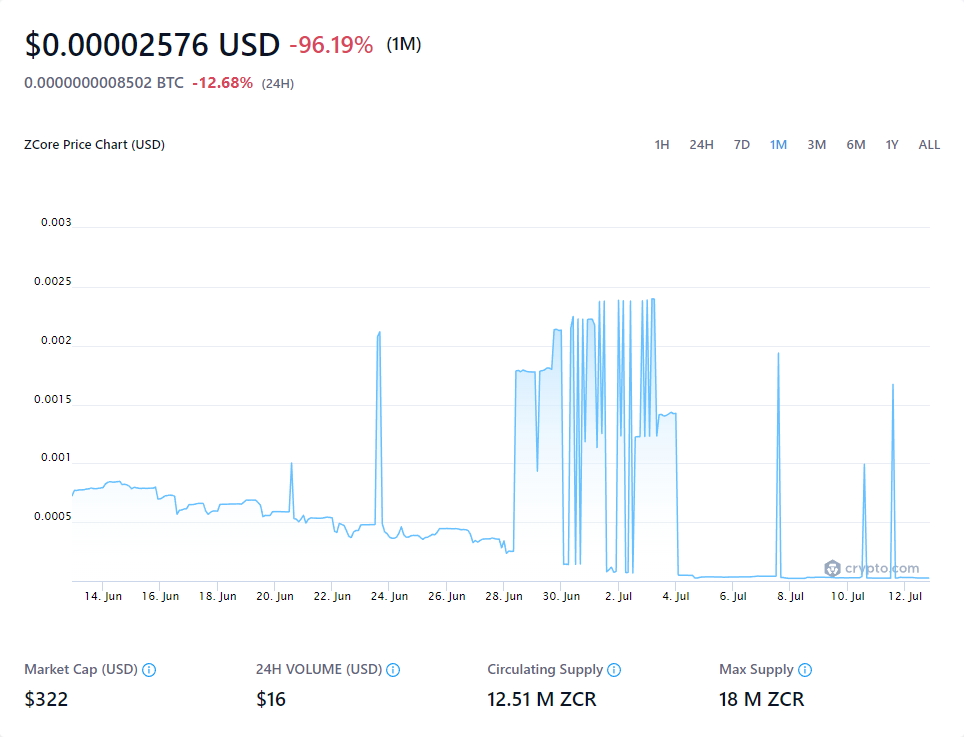 $0.00002576 USD -96.19% (1M)
0.0000000008502 BTC -12.68% (24H)
ZCore Price Chart (USD) 1H 24H 7D 1M 3M 6M 1Y ALL
0.003
0.0025
0.002
0.0015
0.001
0.0005
crypto.com
14. Jun 16. Jun 18. Jun 20. Jun 22. Jun 24. Jun 26. Jun 28. Jun 30. Jun 2. Jul 4. Jul 6. Jul 8. Jul 10. Jul 12. Jul
Market Cap (USD) 24H VOLUME (USD) Circulating Supply Max Supply
$322 $16 12.51 M ZCR 18 M ZCR